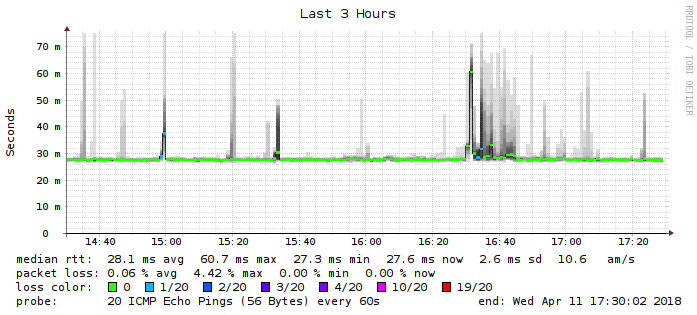 Last 3 Hours
RRDTOOL / TOBI OETIKER
Seconds
70 m
60 m
50 m
40 m
30 m
20 m
10 m
0
14:40 15:00 15:20 15:40 16:00 16:20 16:40 17:00 17:20
median rtt: 28.1 ms avg 60.7 ms max 27.3 ms min 27.6 ms now 2.6 ms sd 10.6 am/s
packet loss: 0.06 % avg 4.42 % max 0.00 % min 0.00 % now
loss color: 0 1/20 2/20 3/20 4/20 10/20 19/20
probe: 20 ICMP Echo Pings (56 Bytes) every 60s end: Wed Apr 11 17:30:02 2018